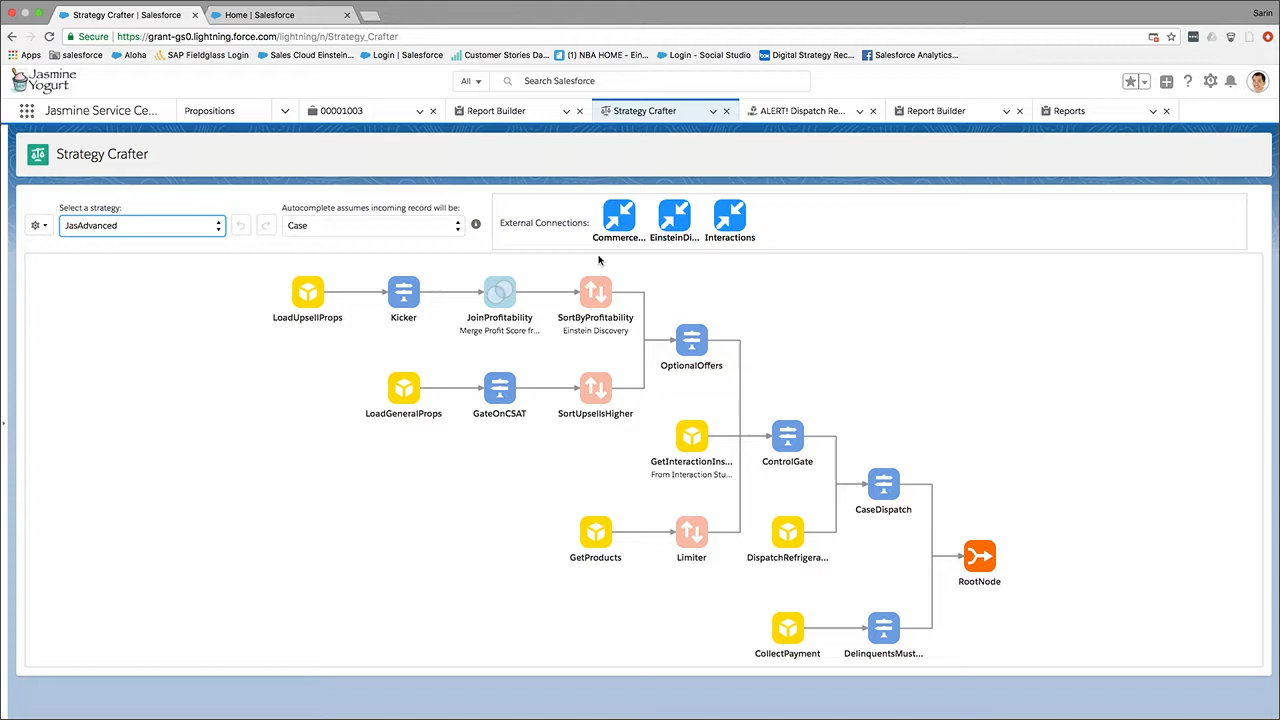 Strategy Crafter | Salesforce
Home | Salesforce
Sarin
Secure
https://grant-gs0.lightning.force.com/lightning/n/Strategy_Crafter
Apps
salesforce
Aloha
SAP Fieldglass Login
Sales Cloud Einstein...
Login | Salesforce
Customer Stories Da...
(1) NBA HOME - Ein...
Login - Social Studio
Digital Strategy Rec...
Salesforce Analytics...
Jasmine
Yogurt
All
Search Salesforce
Jasmine Service Ce...
Propositions
00001003
Report Builder
Strategy Crafter
ALERT! Dispatch Re...
Report Builder
Reports
Strategy Crafter
Select a strategy:
JasAdvanced
Autocomplete assumes incoming record will be:
Case
External Connections:
Commerce...
EinsteinDi...
Interactions
LoadUpsellProps
Kicker
JoinProfitability
Merge Profit Score fr...
SortByProfitability
Einstein Discovery
OptionalOffers
LoadGeneralProps
GateOnCSAT
SortUpsellsHigher
GetInteractionIns...
From Interaction Stu...
ControlGate
CaseDispatch
GetProducts
Limiter
DispatchRefrigera...
RootNode
CollectPayment
DelinquentsMust...